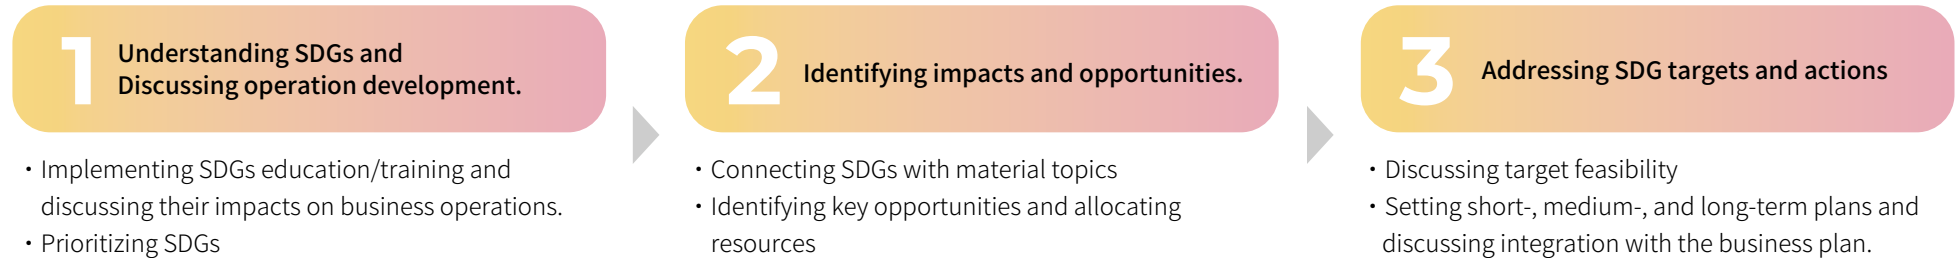 1
Understanding SDGs and
Discussing operation development.
・Implementing SDGs education/training and
discussing their impacts on business operations.
・Prioritizing SDGs
2
Identifying impacts and opportunities.
・Connecting SDGs with material topics
・Identifying key opportunities and allocating
resources
3
Addressing SDG targets and actions
・Discussing target feasibility
・Setting short-, medium-, and long-term plans and
discussing integration with the business plan.